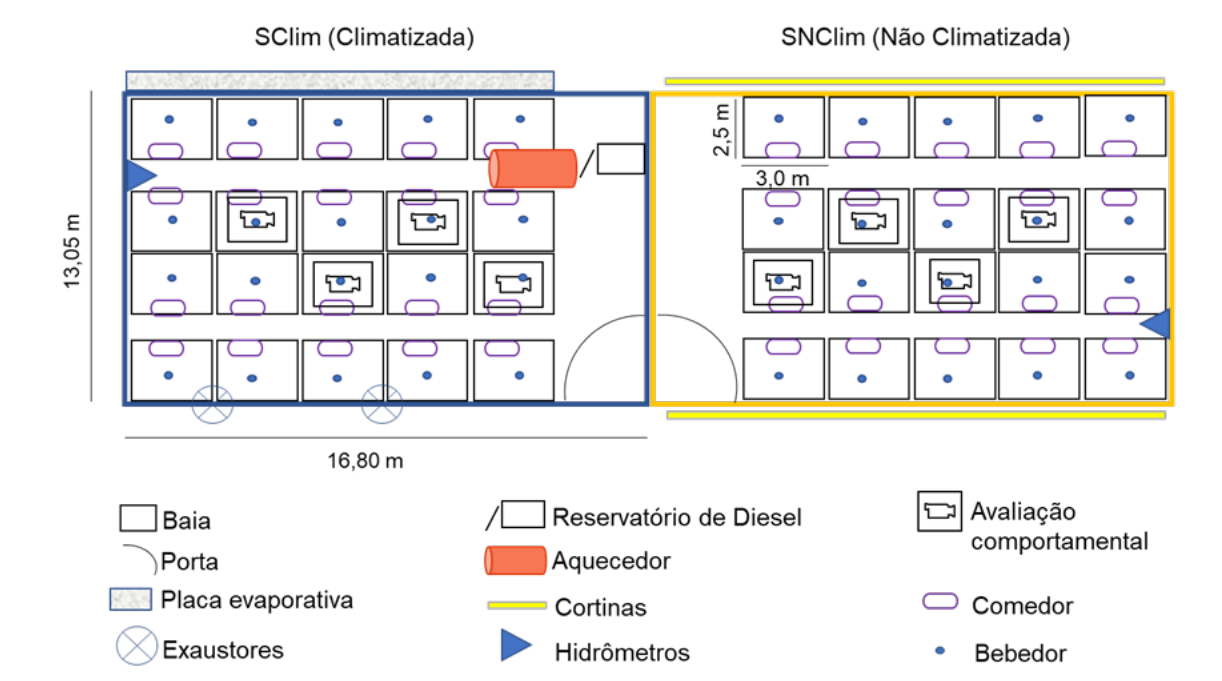 SClim (Climatizada)
SNClim (Não Climatizada)
2,5 m
3,0 m
13,05 m
16,80 m
Baia
Porta
Placa evaporativa
Exaustores
Reservatório de Diesel
Aquecedor
Cortinas
Hidrômetros
Avaliação
comportamental
Comedor
Bebedor